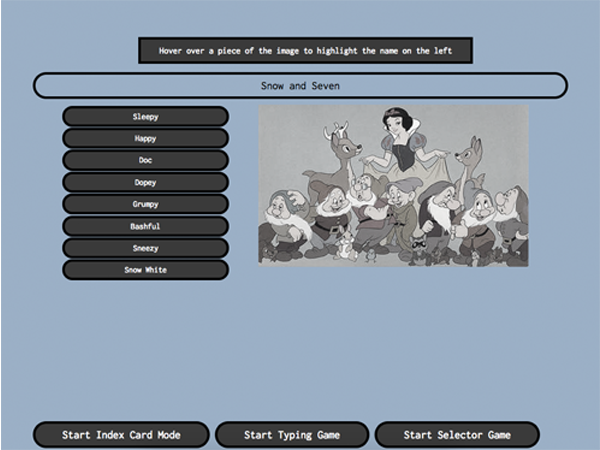 Hover over a piece of the image to highlight the name on the left
Snow and Seven
Sleepy
Happy
Doc
Dopey
Grumpy
Bashful
Sneezy
Snow White
Start Index Card Mode
Start Typing Game
Start Selector Game